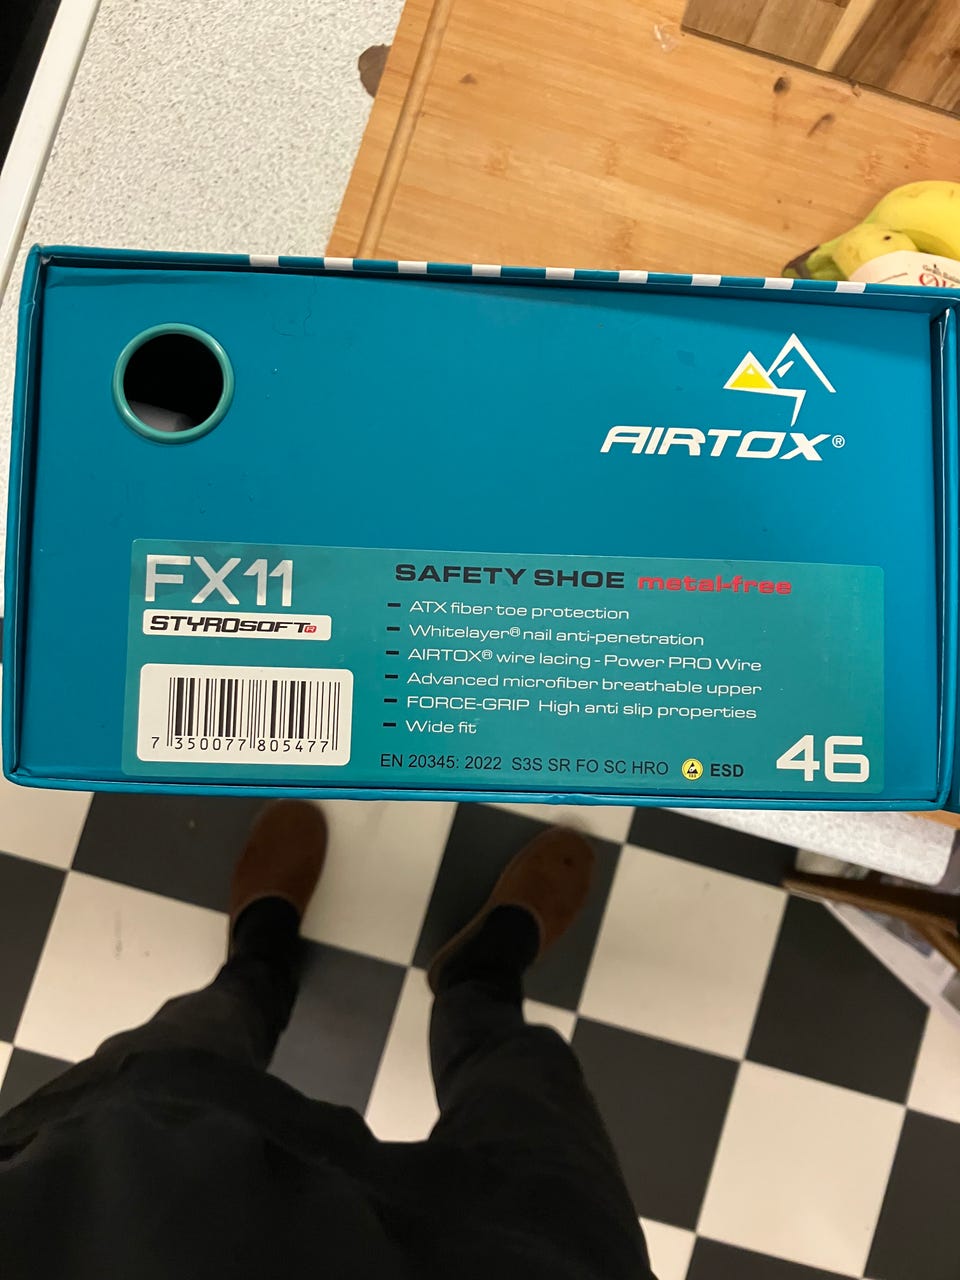 AIRTOX®
FX11
STYROSOFT
SAFETY SHOE metal-free
- ATX fiber toe protection
- Whitelayer® nail anti-penetration
- AIRTOX® wire lacing - Power PRO Wire
- Advanced microfiber breathable upper
- FORCE-GRIP High anti slip properties
- Wide fit
7 350077 805477
EN 20345: 2022 S3S SR FO SC HRO ESD
46